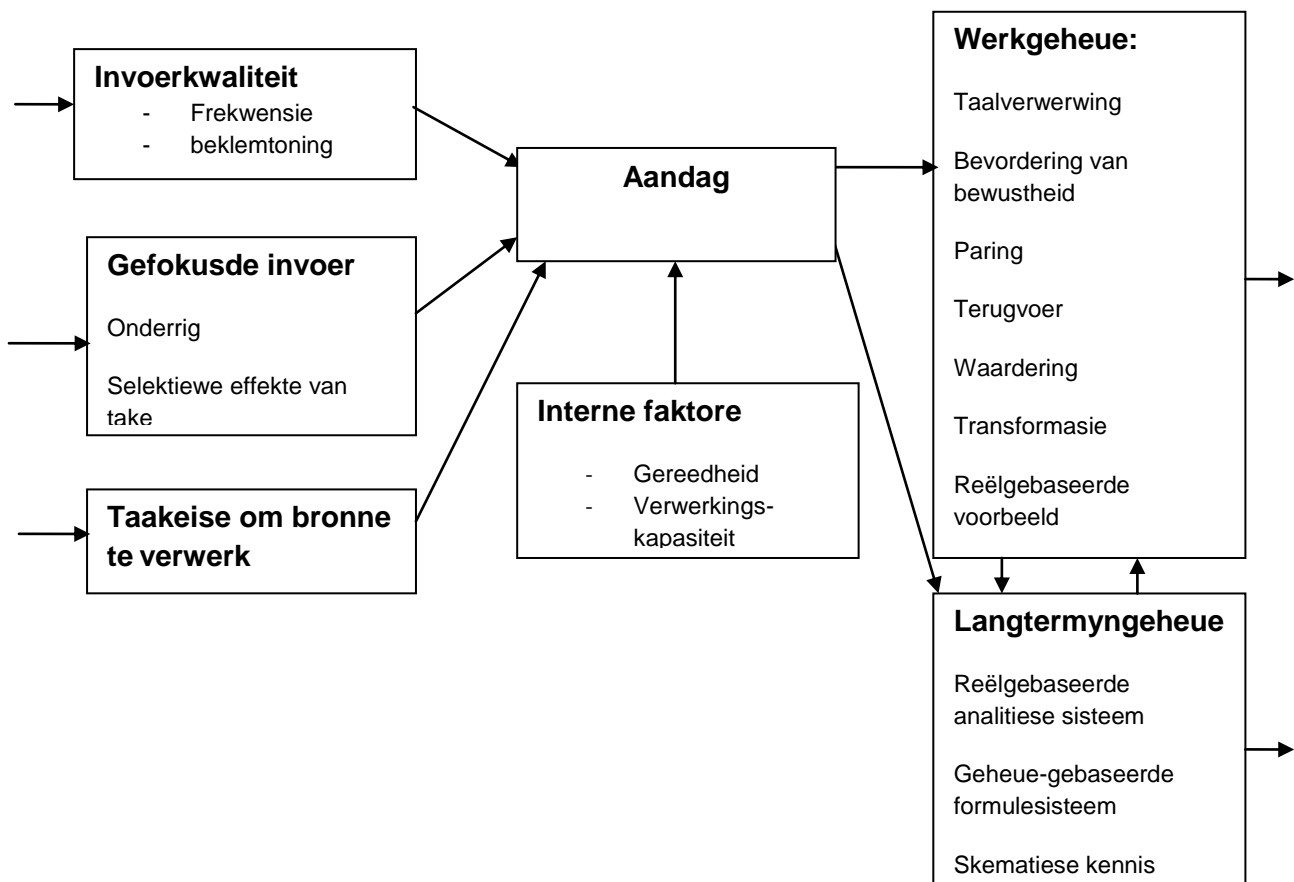 Invoerkwaliteit
- Frekwensie
- beklemtoning
Gefokusde invoer
Onderrig
Selektiewe effekte van
take
Taakeise om bronne
te verwerk
Aandag
Interne faktore
- Gereedheid
- Verwerkings-
kapasiteit
Werkgeheue:
Taalverwerwing
Bevordering van
bewustheid
Paring
Terugvoer
Waardering
Transformasie
Reëlgebaseerde
voorbeeld
Langtermyngeheue
Reëlgebaseerde
analitiese sisteem
Geheue-gebaseerde
formulesisteem
Skematiese kennis